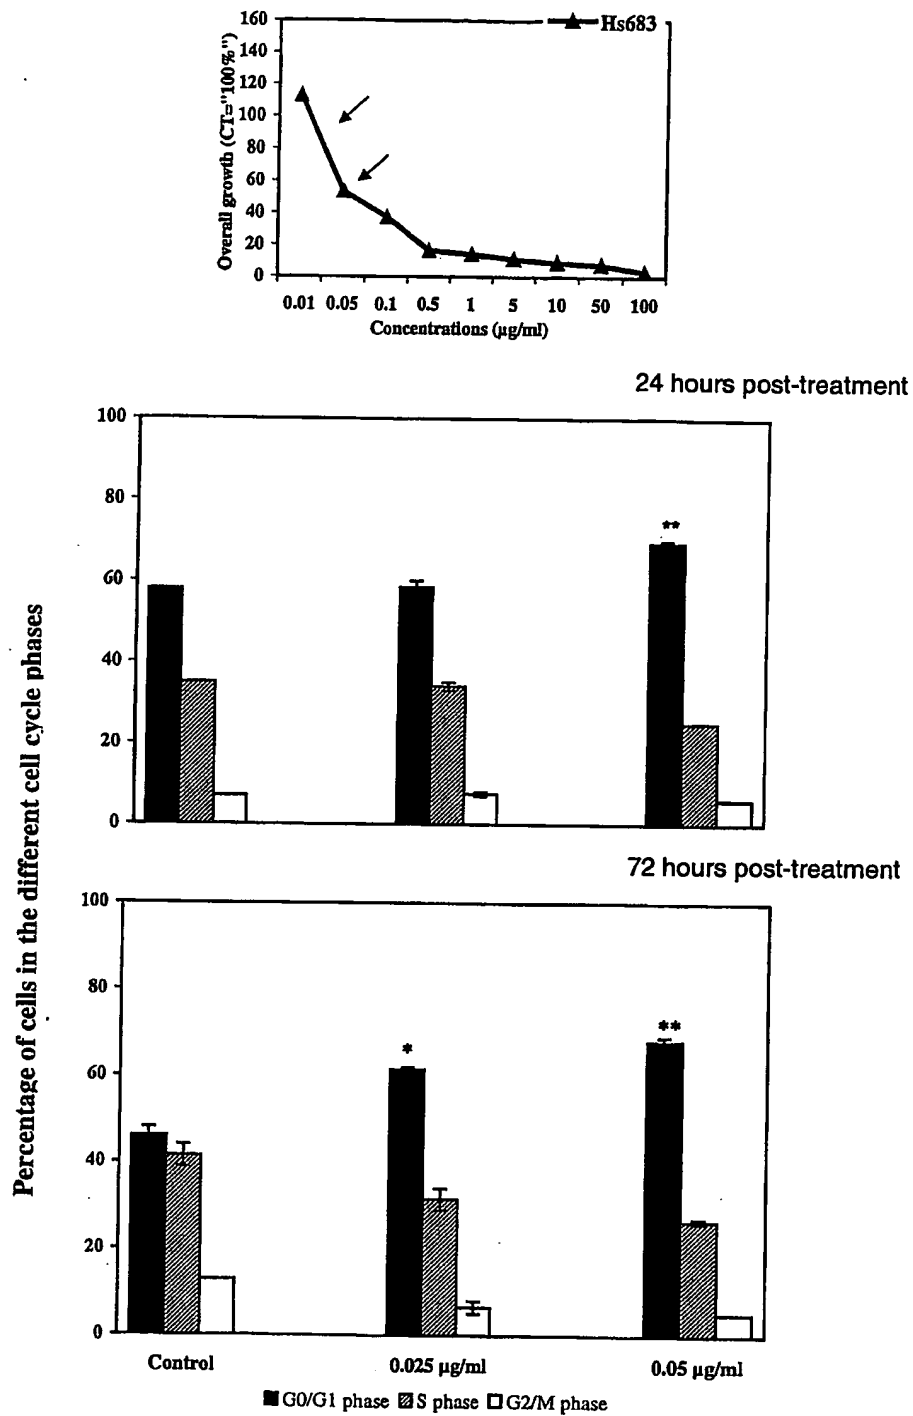 Hs683
Overall growth (CT="100%")
160
140
120
100
80
60
40
20
0
0.01 0.05 0.1 0.5 1 5 10 50 100
Concentrations (µg/ml)
24 hours post-treatment
Percentage of cells in the different cell cycle phases
100
80
60
40
20
0
**
72 hours post-treatment
100
80
60
40
20
0
*
**
Control 0.025 µg/ml 0.05 µg/ml
G0/G1 phase S phase G2/M phase